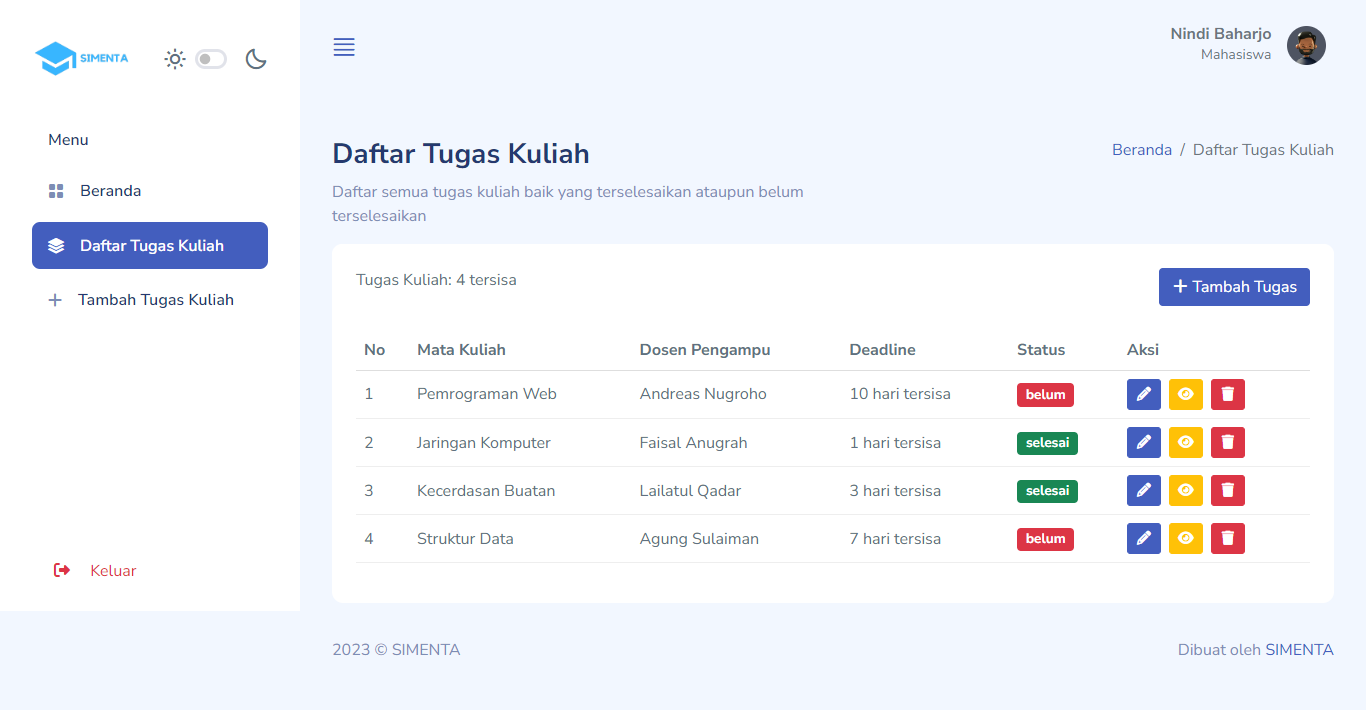 SIMENTA
Menu
Beranda
Daftar Tugas Kuliah
Tambah Tugas Kuliah
Keluar
Nindi Baharjo
Mahasiswa
Daftar Tugas Kuliah
Beranda / Daftar Tugas Kuliah
Daftar semua tugas kuliah baik yang terselesaikan ataupun belum
terselesaikan
Tugas Kuliah: 4 tersisa
Tambah Tugas
No Mata Kuliah Dosen Pengampu Deadline Status Aksi
1 Pemrograman Web Andreas Nugroho 10 hari tersisa belum
2 Jaringan Komputer Faisal Anugrah 1 hari tersisa selesai
3 Kecerdasan Buatan Lailatul Qadar 3 hari tersisa selesai
4 Struktur Data Agung Sulaiman 7 hari tersisa belum
2023 © SIMENTA
Dibuat oleh SIMENTA